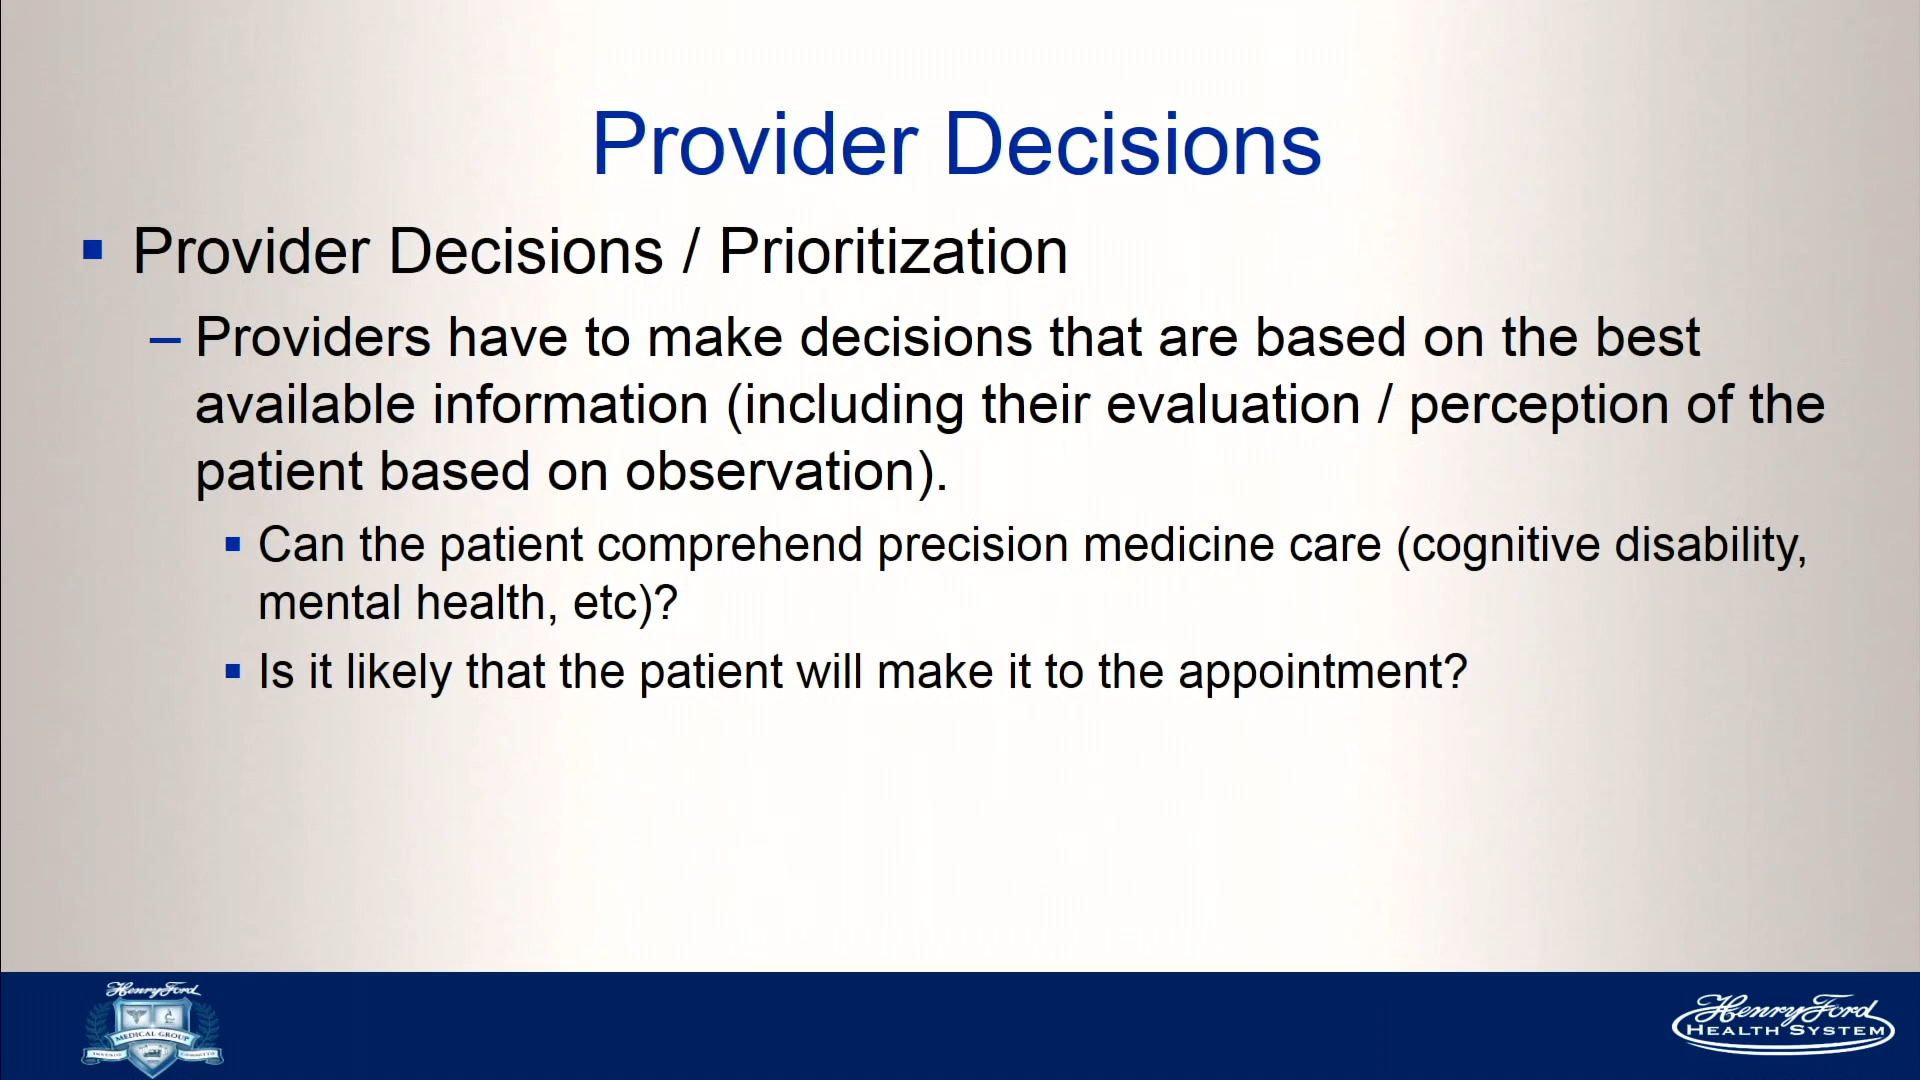 Provider Decisions
Provider Decisions / Prioritization
– Providers have to make decisions that are based on the best
available information (including their evaluation / perception of the
patient based on observation).
Can the patient comprehend precision medicine care (cognitive disability,
mental health, etc)?
Is it likely that the patient will make it to the appointment?
Henry Ford
MEDICAL GROUP
Henry Ford
HEALTH SYSTEM